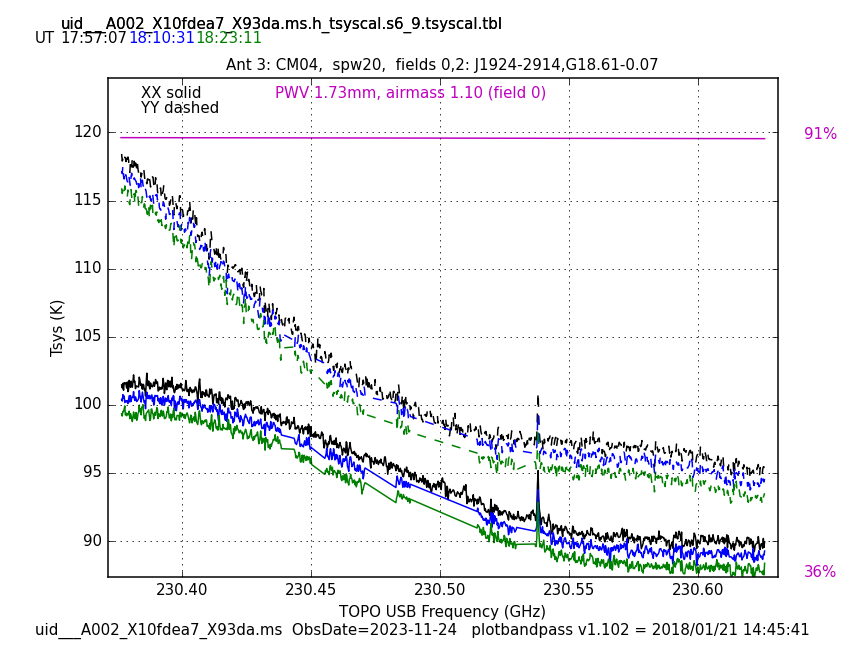 uid___A002_X10fdea7_X93da.ms.h_tsyscal.s6_9.tsyscal.tbl
UT 17:57:07 18:10:31 18:23:11
Ant 3: CM04,  spw20,  fields 0,2: J1924-2914,G18.61-0.07
XX solid PWV 1.73mm, airmass 1.10 (field 0)
YY dashed
120
91%
115
110
Tsys (K)
105
100
95
90
36%
230.40 230.45 230.50 230.55 230.60
TOPO USB Frequency (GHz)
uid___A002_X10fdea7_X93da.ms  ObsDate=2023-11-24   plotbandpass v1.102 = 2018/01/21 14:45:41